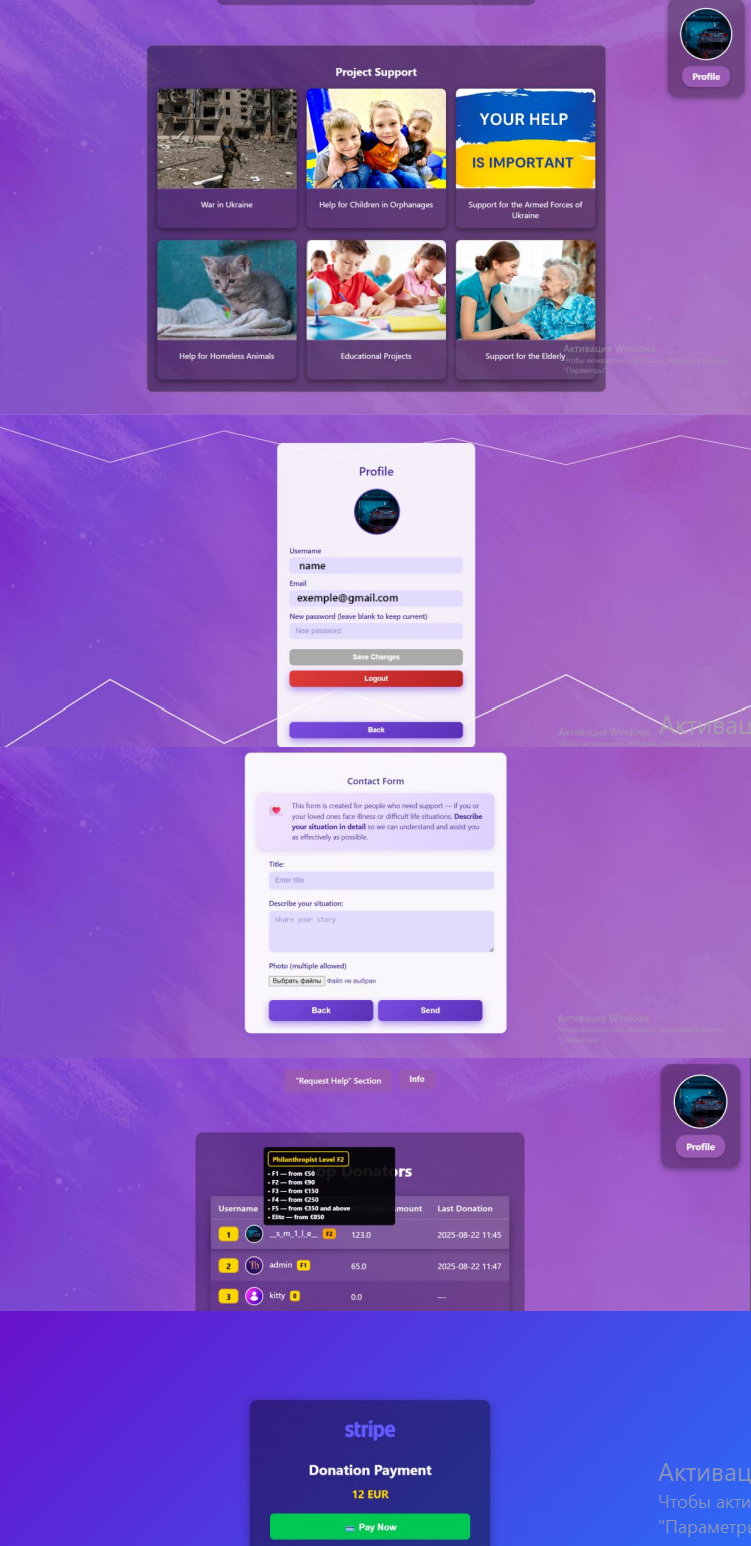 Project Support
Profile
YOUR HELP
IS IMPORTANT
War in Ukraine
Help for Children in Orphanages
Support for the Armed Forces of
Ukraine
Help for Homeless Animals
Educational Projects
Support for the Elderly
Активация Windows
Чтобы активировать Windows, перейдите в раздел
"Параметры".
Profile
Username
name
Email
exemple@gmail.com
New password (leave blank to keep current)
New password
Save Changes
Logout
Back
Активация Windows
Активац
Contact Form
This form is created for people who need support — if you or
your loved ones face illness or difficult life situations. Describe
your situation in detail so we can understand and assist you
as effectively as possible.
Title:
Enter title
Describe your situation:
Share your story
Photo (multiple allowed)
Выбрать файлы Файл не выбран
Back Send
Активация Windows
Чтобы активировать Windows, перейдите в раздел
"Параметры".
"Request Help" Section Info
Profile
Donators
Philanthropist Level F2
• F1 — from €50
• F2 — from €90
• F3 — from €150
• F4 — from €250
• F5 — from €350 and above
• Elite — from €850
Username Amount Last Donation
1 __s_m_1_l_e__ F2 123.0 2025-08-22 11:45
2 Tb admin F1 65.0 2025-08-22 11:47
3 kitty 0 0.0 —
stripe
Donation Payment
12 EUR
Pay Now
Активац
Чтобы акти
"Параметры